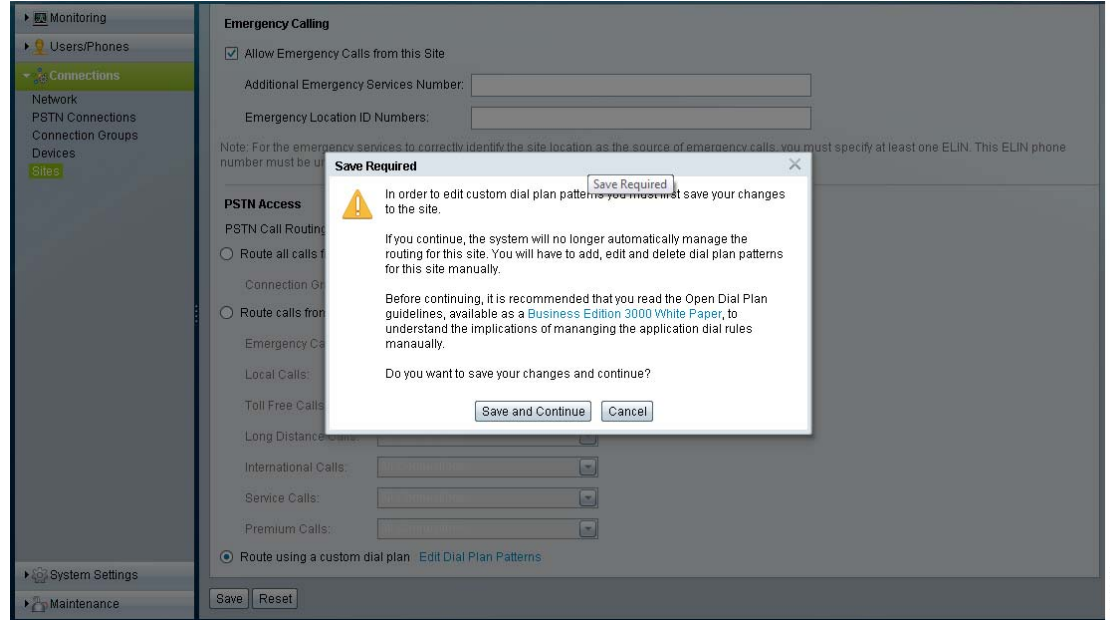 Monitoring
Users/Phones
Connections
Network
PSTN Connections
Connection Groups
Devices
Sites
System Settings
Maintenance
Emergency Calling
Allow Emergency Calls from this Site
Additional Emergency Services Number:
Emergency Location ID Numbers:
Note: For the emergency services to correctly identify the site location as the source of emergency calls, you must specify at least one ELIN. This ELIN phone
number must be
PSTN Access
PSTN Call Routing
Route all calls
Connection
Route calls from
Emergency
Local Calls:
Toll Free Calls
Long Distance Calls:
International Calls:
Service Calls:
Premium Calls:
Route using a custom dial plan Edit Dial Plan Patterns
Save Reset
Save Required
Save Required
In order to edit custom dial plan patterns you must first save your changes
to the site.
If you continue, the system will no longer automatically manage the
routing for this site. You will have to add, edit and delete dial plan patterns
for this site manually.
Before continuing, it is recommended that you read the Open Dial Plan
guidelines, available as a Business Edition 3000 White Paper, to
understand the implications of mananging the application dial rules
manaually.
Do you want to save your changes and continue?
Save and Continue Cancel